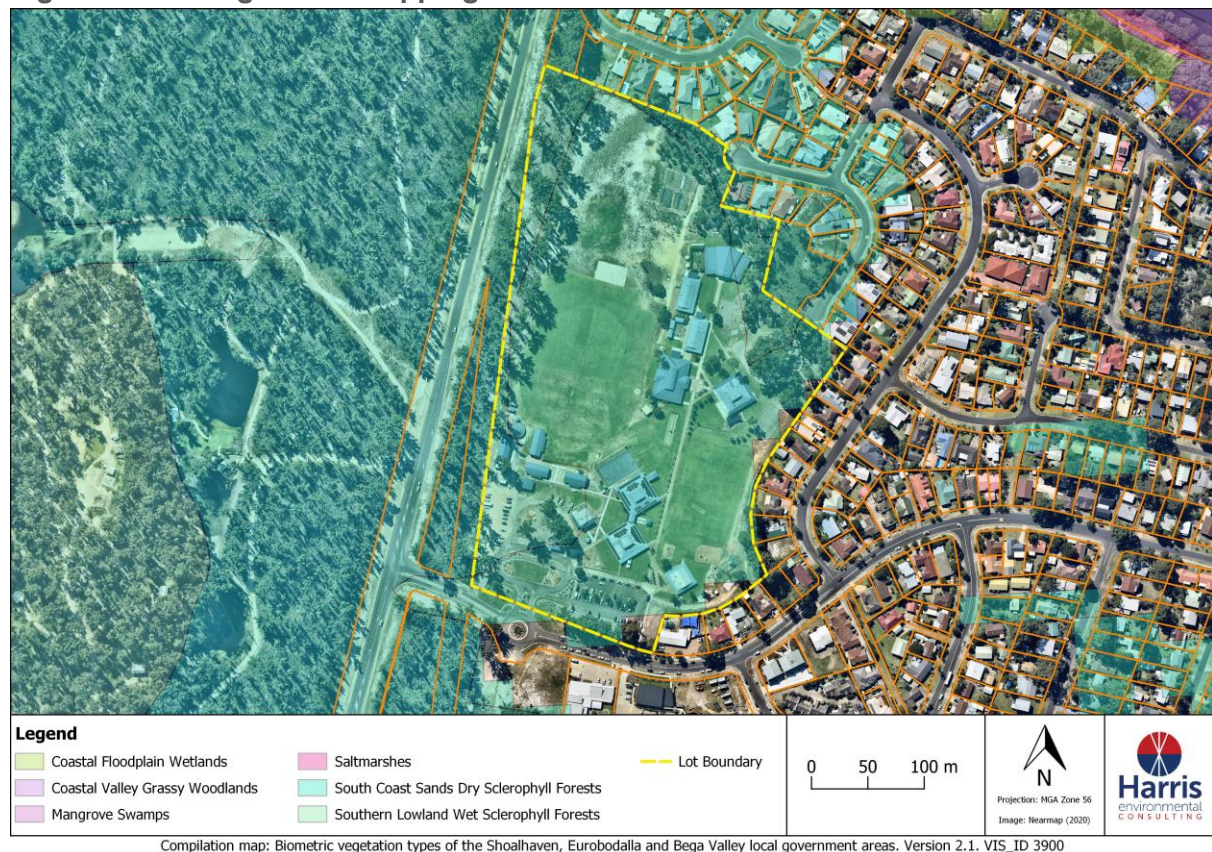 Legend
Coastal Floodplain Wetlands
Coastal Valley Grassy Woodlands
Mangrove Swamps
Saltmarshes
South Coast Sands Dry Sclerophyll Forests
Southern Lowland Wet Sclerophyll Forests
Lot Boundary
0 50 100 m
N
Projection: MGA Zone 56
Image: Nearmap (2020)
Harris
environmental
CONSULTING
Compilation map: Biometric vegetation types of the Shoalhaven, Eurobodalla and Bega Valley local government areas. Version 2.1. VIS_ID 3900